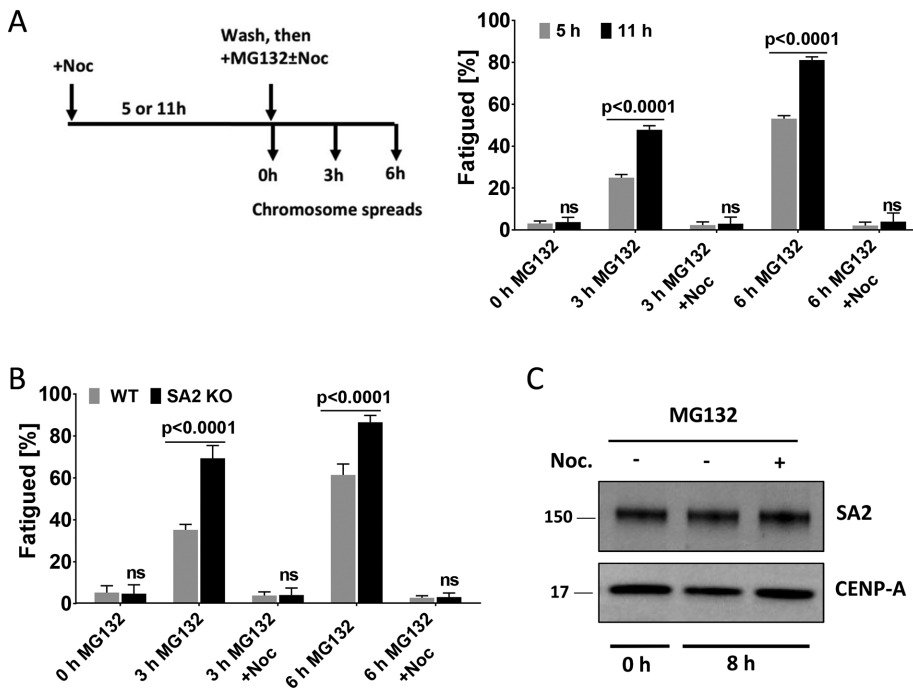 A
+Noc
Wash, then
+MG132±Noc
5 or 11h
0h
3h
6h
Chromosome spreads
Fatigued [%]
100
80
60
40
20
0
5 h
11 h
ns
p<0.0001
ns
p<0.0001
ns
0 h MG132
3 h MG132
3 h MG132
+Noc
6 h MG132
6 h MG132
+Noc
B
Fatigued [%]
100
80
60
40
20
0
WT
SA2 KO
ns
p<0.0001
ns
p<0.0001
ns
0 h MG132
3 h MG132
3 h MG132
+Noc
6 h MG132
6 h MG132
+Noc
C
MG132
Noc. - - +
150
SA2
17
CENP-A
0 h
8 h